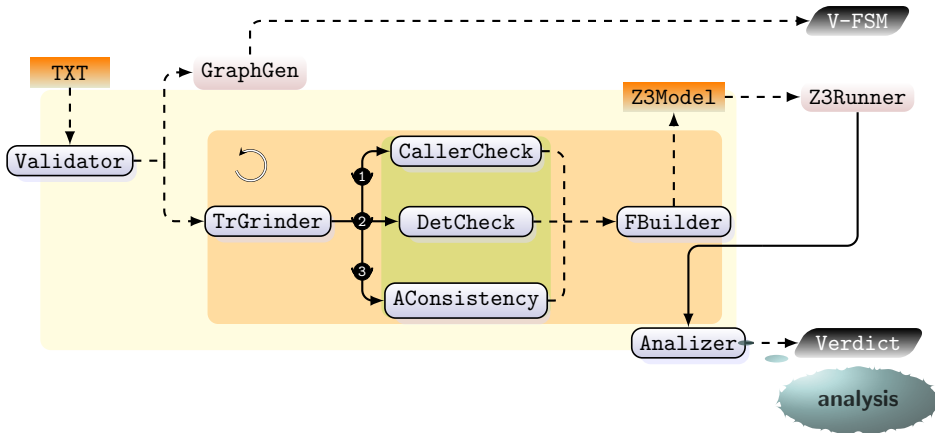 V-FSM
TXT
GraphGen
Z3Model
Z3Runner
Validator
CallerCheck
1
TrGrinder
2
DetCheck
FBuilder
3
AConsistency
Analizer
Verdict
analysis